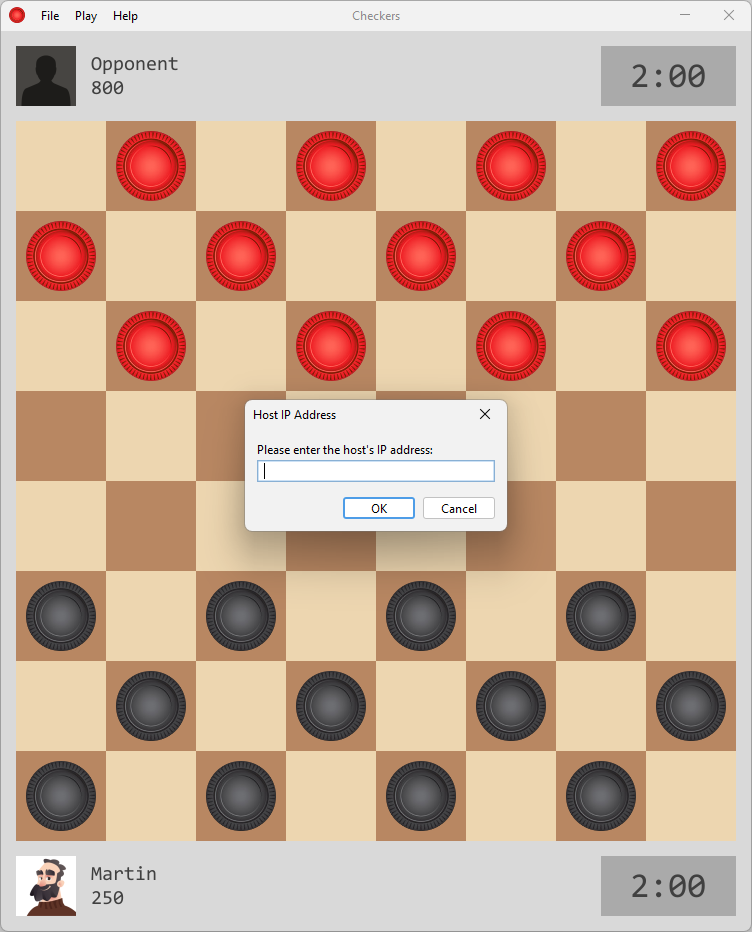 File Play Help Checkers
Opponent
800
2:00
Host IP Address
Please enter the host's IP address:
OK Cancel
Martin
250
2:00